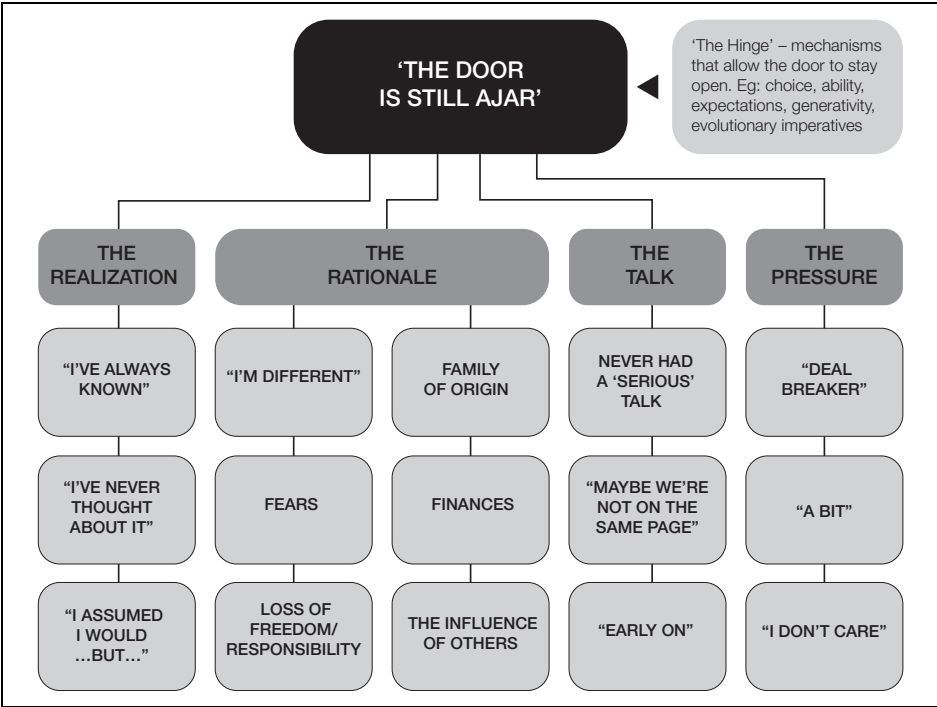 ‘THE DOOR
IS STILL AJAR’
‘The Hinge’ – mechanisms
that allow the door to stay
open. Eg: choice, ability,
expectations, generativity,
evolutionary imperatives
THE
REALIZATION
THE
RATIONALE
THE
TALK
THE
PRESSURE
“I’VE ALWAYS
KNOWN”
“I’M DIFFERENT”
FAMILY
OF ORIGIN
NEVER HAD
A ‘SERIOUS’
TALK
“DEAL
BREAKER”
“I’VE NEVER
THOUGHT
ABOUT IT”
FEARS
FINANCES
“MAYBE WE’RE
NOT ON THE
SAME PAGE”
“A BIT”
“I ASSUMED
I WOULD
…BUT…”
LOSS OF
FREEDOM/
RESPONSIBILITY
THE INFLUENCE
OF OTHERS
“EARLY ON”
“I DON’T CARE”